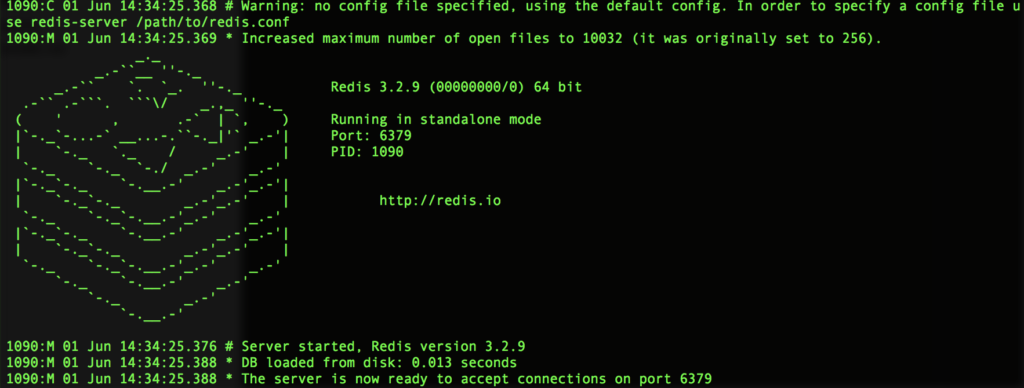 1090:C 01 Jun 14:34:25.368 # Warning: no config file specified, using the default config. In order to specify a config file u
se redis-server /path/to/redis.conf
1090:M 01 Jun 14:34:25.369 * Increased maximum number of open files to 10032 (it was originally set to 256).
Redis 3.2.9 (00000000/0) 64 bit
Running in standalone mode
Port: 6379
PID: 1090
http://redis.io
1090:M 01 Jun 14:34:25.376 # Server started, Redis version 3.2.9
1090:M 01 Jun 14:34:25.388 * DB loaded from disk: 0.013 seconds
1090:M 01 Jun 14:34:25.388 * The server is now ready to accept connections on port 6379